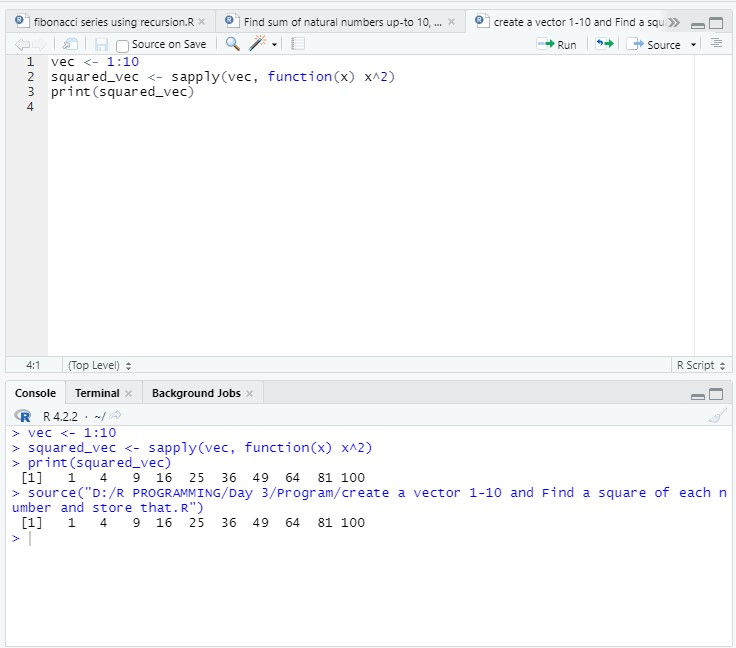 fibonacci series using recursion.R
Find sum of natural numbers up-to 10, ...
create a vector 1-10 and Find a squ
Source on Save
Run
Source
1 vec <- 1:10
2 squared_vec <- sapply(vec, function(x) x^2)
3 print(squared_vec)
4
4:1
(Top Level)
R Script
Console
Terminal
Background Jobs
R R 4.2.2 · ~/
> vec <- 1:10
> squared_vec <- sapply(vec, function(x) x^2)
> print(squared_vec)
[1] 1 4 9 16 25 36 49 64 81 100
> source("D:/R PROGRAMMING/Day 3/Program/create a vector 1-10 and Find a square of each n
umber and store that.R")
[1] 1 4 9 16 25 36 49 64 81 100
>